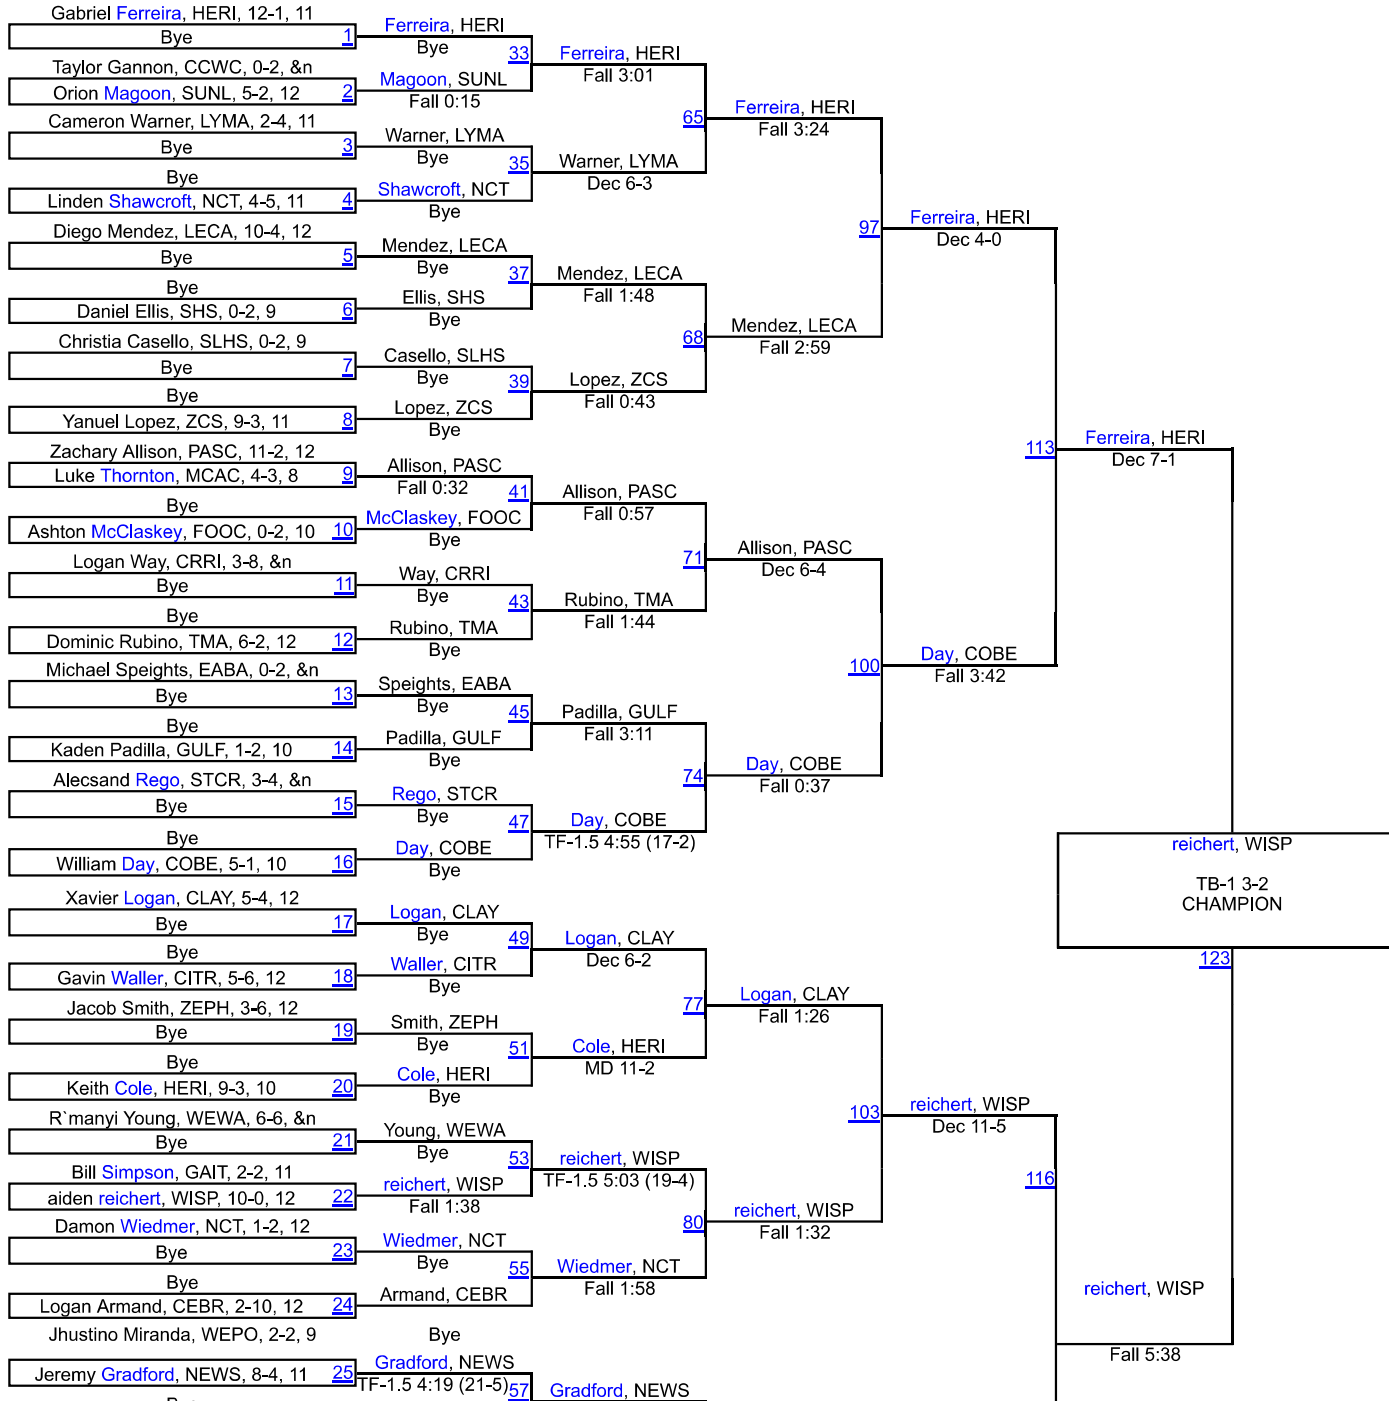 Gabriel Ferreira, HERI, 12-1, 11
Bye
1
Taylor Gannon, CCWC, 0-2, &n
Orion Magoon, SUNL, 5-2, 12
2
Cameron Warner, LYMA, 2-4, 11
Bye
3
Bye
Linden Shawcroft, NCT, 4-5, 11
4
Diego Mendez, LECA, 10-4, 12
Bye
5
Bye
Daniel Ellis, SHS, 0-2, 9
6
Christia Casello, SLHS, 0-2, 9
Bye
7
Bye
Yanuel Lopez, ZCS, 9-3, 11
8
Zachary Allison, PASC, 11-2, 12
Luke Thornton, MCAC, 4-3, 8
9
Bye
Ashton McClaskey, FOOC, 0-2, 10
10
Logan Way, CRRI, 3-8, &n
Bye
11
Bye
Dominic Rubino, TMA, 6-2, 12
12
Michael Speights, EABA, 0-2, &n
Bye
13
Bye
Kaden Padilla, GULF, 1-2, 10
14
Alecsand Rego, STCR, 3-4, &n
Bye
15
Bye
William Day, COBE, 5-1, 10
16
Xavier Logan, CLAY, 5-4, 12
Bye
17
Bye
Gavin Waller, CITR, 5-6, 12
18
Jacob Smith, ZEPH, 3-6, 12
Bye
19
Bye
Keith Cole, HERI, 9-3, 10
20
R`manyi Young, WEWA, 6-6, &n
Bye
21
Bill Simpson, GAIT, 2-2, 11
aiden reichert, WISP, 10-0, 12
22
Damon Wiedmer, NCT, 1-2, 12
Bye
23
Bye
Logan Armand, CEBR, 2-10, 12
24
Jhustino Miranda, WEPO, 2-2, 9
Jeremy Gradford, NEWS, 8-4, 11
25
Ferreira, HERI
Bye
33
Magoon, SUNL
Fall 0:15
Warner, LYMA
Bye
35
Shawcroft, NCT
Bye
Mendez, LECA
Bye
37
Ellis, SHS
Bye
Casello, SLHS
Bye
39
Lopez, ZCS
Bye
Allison, PASC
Fall 0:32
41
McClaskey, FOOC
Bye
Way, CRRI
Bye
43
Rubino, TMA
Bye
Speights, EABA
Bye
45
Padilla, GULF
Bye
Rego, STCR
Bye
47
Day, COBE
Bye
Logan, CLAY
Bye
49
Waller, CITR
Bye
Smith, ZEPH
Bye
51
Cole, HERI
Bye
Young, WEWA
Bye
53
reichert, WISP
Fall 1:38
Wiedmer, NCT
Bye
55
Armand, CEBR
Bye
Gradford, NEWS
TF-1.5 4:19 (21-5)
57
Ferreira, HERI
Fall 3:01
65
Warner, LYMA
Dec 6-3
Mendez, LECA
Fall 1:48
68
Lopez, ZCS
Fall 0:43
Allison, PASC
Fall 0:57
71
Rubino, TMA
Fall 1:44
Padilla, GULF
Fall 3:11
74
Day, COBE
TF-1.5 4:55 (17-2)
Logan, CLAY
Dec 6-2
77
Cole, HERI
MD 11-2
reichert, WISP
TF-1.5 5:03 (19-4)
80
Wiedmer, NCT
Fall 1:58
Gradford, NEWS
Ferreira, HERI
Fall 3:24
97
Mendez, LECA
Fall 2:59
Allison, PASC
Dec 6-4
100
Day, COBE
Fall 0:37
Logan, CLAY
Fall 1:26
103
reichert, WISP
Fall 1:32
Ferreira, HERI
Dec 4-0
113
Day, COBE
Fall 3:42
reichert, WISP
Dec 11-5
116
Ferreira, HERI
Dec 7-1
reichert, WISP
TB-1 3-2
CHAMPION
123
reichert, WISP
Fall 5:38